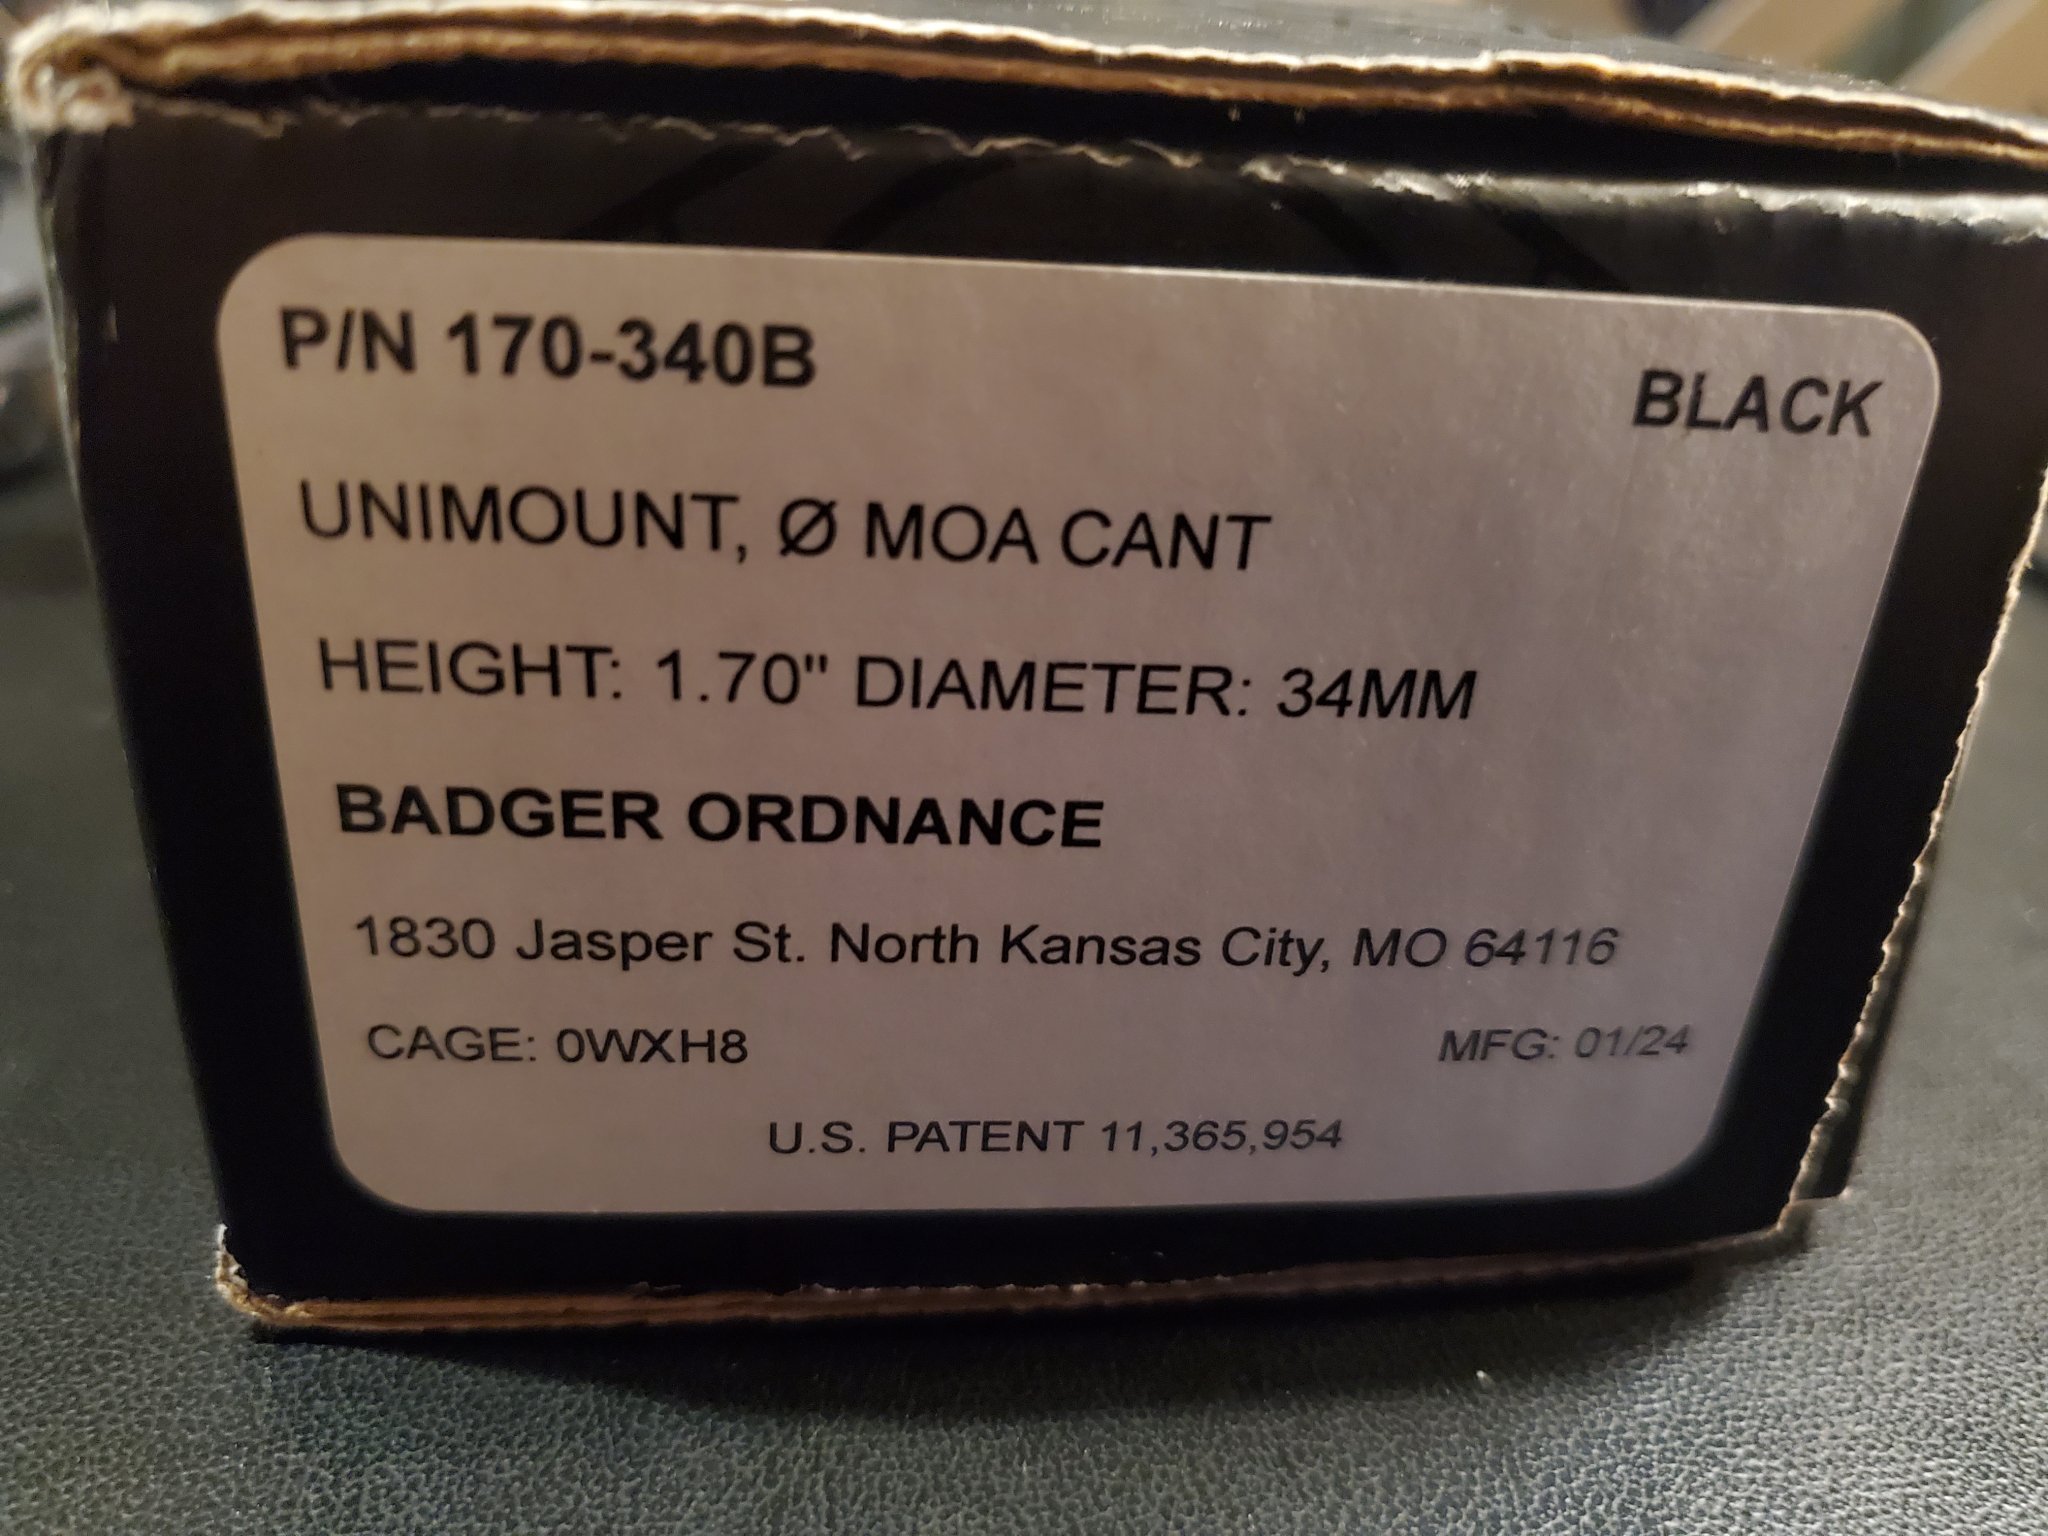 P/N 170-340B
BLACK
UNIMOUNT, Ø MOA CANT
HEIGHT: 1.70" DIAMETER: 34MM
BADGER ORDNANCE
1830 Jasper St. North Kansas City, MO 64116
CAGE: 0WXH8
MFG: 01/24
U.S. PATENT 11,365,954